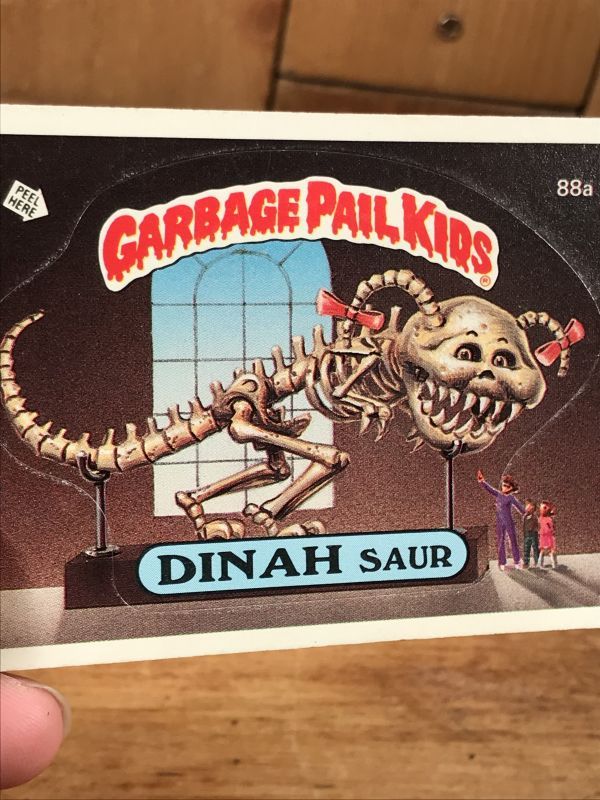 PEEL
HERE
88a
GARBAGE PAIL KIDS®
DINAH SAUR